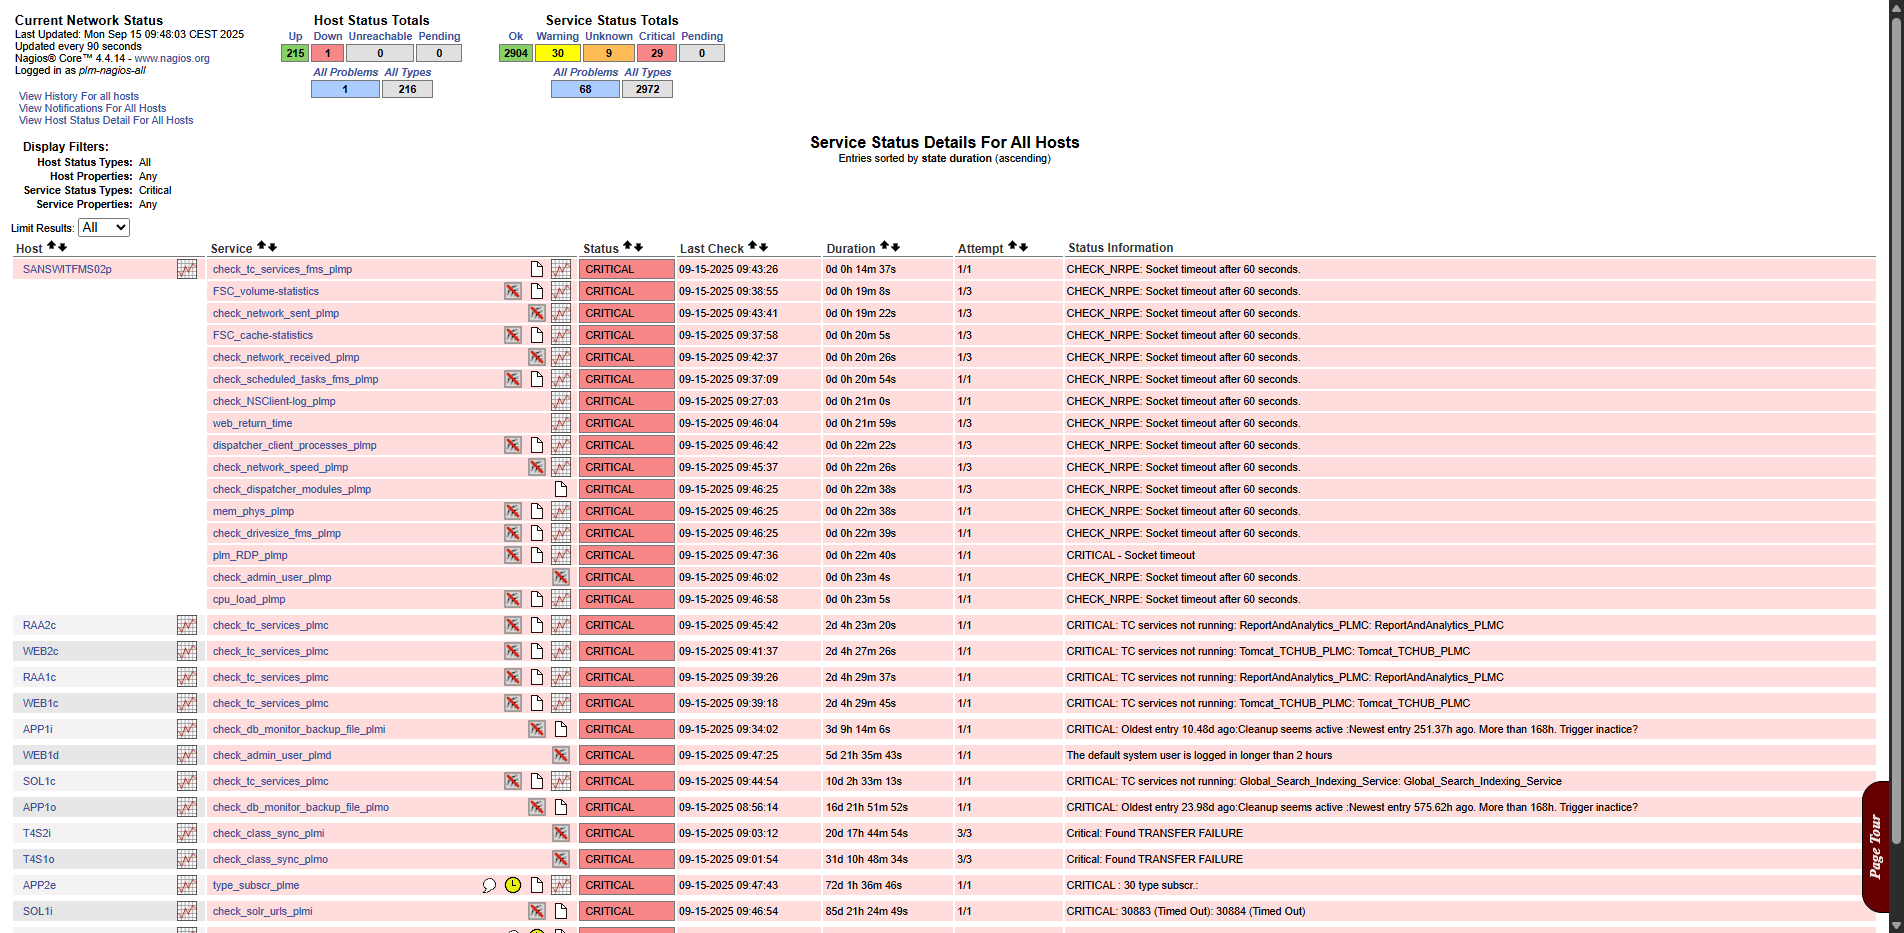 Current Network Status
Last Updated: Mon Sep 15 09:48:03 CEST 2025
Updated every 90 seconds
Nagios® Core™ 4.4.14 - www.nagios.org
Logged in as plm-nagios-all
View History For all hosts
View Notifications For All Hosts
View Host Status Detail For All Hosts
Host Status Totals
Up Down Unreachable Pending
215 1 0 0
All Problems All Types
1 216
Service Status Totals
Ok Warning Unknown Critical Pending
2904 30 9 29 0
All Problems All Types
68 2972
Display Filters:
Host Status Types: All
Host Properties: Any
Service Status Types: Critical
Service Properties: Any
Service Status Details For All Hosts
Entries sorted by state duration (ascending)
Limit Results: All
Host Service Status Last Check Duration Attempt Status Information
SANSWITFMS02p check_tc_services_fms_plmp CRITICAL 09-15-2025 09:43:26 0d 0h 14m 37s 1/1 CHECK_NRPE: Socket timeout after 60 seconds.
FSC_volume-statistics CRITICAL 09-15-2025 09:38:55 0d 0h 19m 8s 1/3 CHECK_NRPE: Socket timeout after 60 seconds.
check_network_sent_plmp CRITICAL 09-15-2025 09:43:41 0d 0h 19m 22s 1/3 CHECK_NRPE: Socket timeout after 60 seconds.
FSC_cache-statistics CRITICAL 09-15-2025 09:37:58 0d 0h 20m 5s 1/3 CHECK_NRPE: Socket timeout after 60 seconds.
check_network_received_plmp CRITICAL 09-15-2025 09:42:37 0d 0h 20m 26s 1/3 CHECK_NRPE: Socket timeout after 60 seconds.
check_scheduled_tasks_fms_plmp CRITICAL 09-15-2025 09:37:09 0d 0h 20m 54s 1/1 CHECK_NRPE: Socket timeout after 60 seconds.
check_NSClient-log_plmp CRITICAL 09-15-2025 09:27:03 0d 0h 21m 0s 1/1 CHECK_NRPE: Socket timeout after 60 seconds.
web_return_time CRITICAL 09-15-2025 09:46:04 0d 0h 21m 59s 1/3 CHECK_NRPE: Socket timeout after 60 seconds.
dispatcher_client_processes_plmp CRITICAL 09-15-2025 09:46:42 0d 0h 22m 22s 1/3 CHECK_NRPE: Socket timeout after 60 seconds.
check_network_speed_plmp CRITICAL 09-15-2025 09:45:37 0d 0h 22m 26s 1/3 CHECK_NRPE: Socket timeout after 60 seconds.
check_dispatcher_modules_plmp CRITICAL 09-15-2025 09:46:25 0d 0h 22m 38s 1/3 CHECK_NRPE: Socket timeout after 60 seconds.
mem_phys_plmp CRITICAL 09-15-2025 09:46:25 0d 0h 22m 38s 1/1 CHECK_NRPE: Socket timeout after 60 seconds.
check_drivesize_fms_plmp CRITICAL 09-15-2025 09:46:25 0d 0h 22m 39s 1/1 CHECK_NRPE: Socket timeout after 60 seconds.
plm_RDP_plmp CRITICAL 09-15-2025 09:47:36 0d 0h 22m 40s 1/1 CRITICAL - Socket timeout
check_admin_user_plmp CRITICAL 09-15-2025 09:46:02 0d 0h 23m 4s 1/1 CHECK_NRPE: Socket timeout after 60 seconds.
cpu_load_plmp CRITICAL 09-15-2025 09:46:58 0d 0h 23m 5s 1/1 CHECK_NRPE: Socket timeout after 60 seconds.
RAA2c check_tc_services_plmc CRITICAL 09-15-2025 09:45:42 2d 4h 23m 20s 1/1 CRITICAL: TC services not running: ReportAndAnalytics_PLMC: ReportAndAnalytics_PLMC
WEB2c check_tc_services_plmc CRITICAL 09-15-2025 09:41:37 2d 4h 27m 26s 1/1 CRITICAL: TC services not running: Tomcat_TCHUB_PLMC: Tomcat_TCHUB_PLMC
RAA1c check_tc_services_plmc CRITICAL 09-15-2025 09:39:26 2d 4h 29m 37s 1/1 CRITICAL: TC services not running: ReportAndAnalytics_PLMC: ReportAndAnalytics_PLMC
WEB1c check_tc_services_plmc CRITICAL 09-15-2025 09:39:18 2d 4h 29m 45s 1/1 CRITICAL: TC services not running: Tomcat_TCHUB_PLMC: Tomcat_TCHUB_PLMC
APP1i check_db_monitor_backup_file_plmi CRITICAL 09-15-2025 09:34:02 3d 9h 14m 6s 1/1 CRITICAL: Oldest entry 10.48d ago:Cleanup seems active :Newest entry 251.37h ago. More than 168h. Trigger inactice?
WEB1d check_admin_user_plmd CRITICAL 09-15-2025 09:47:25 5d 21h 35m 43s 1/1 The default system user is logged in longer than 2 hours
SOL1c check_tc_services_plmc CRITICAL 09-15-2025 09:44:54 10d 2h 33m 13s 1/1 CRITICAL: TC services not running: Global_Search_Indexing_Service: Global_Search_Indexing_Service
APP1o check_db_monitor_backup_file_plmo CRITICAL 09-15-2025 08:56:14 16d 21h 51m 52s 1/1 CRITICAL: Oldest entry 23.98d ago:Cleanup seems active :Newest entry 575.62h ago. More than 168h. Trigger inactice?
T4S2i check_class_sync_plmi CRITICAL 09-15-2025 09:03:12 20d 17h 44m 54s 3/3 Critical: Found TRANSFER FAILURE
T4S1o check_class_sync_plmo CRITICAL 09-15-2025 09:01:54 31d 10h 48m 34s 3/3 Critical: Found TRANSFER FAILURE
APP2e type_subscr_plme CRITICAL 09-15-2025 09:47:43 72d 1h 36m 46s 1/1 CRITICAL : 30 type subscr.:
SOL1i check_solr_urls_plmi CRITICAL 09-15-2025 09:46:54 85d 21h 24m 49s 1/1 CRITICAL: 30883 (Timed Out): 30884 (Timed Out)
Page Tour